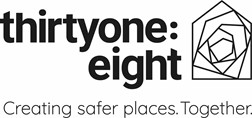 thirtyone:
eight
Creating safer places. Together.